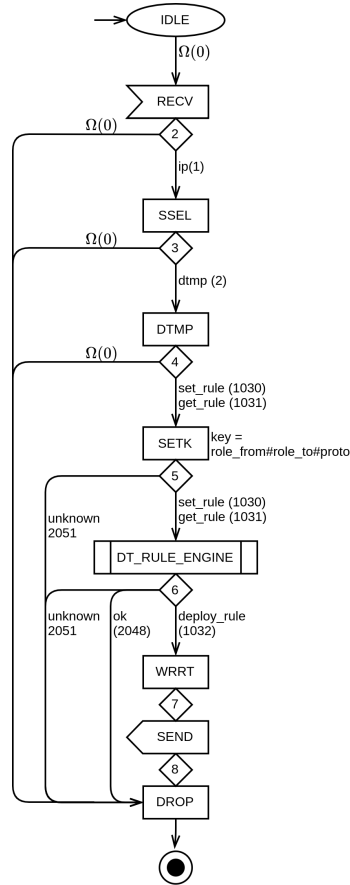 IDLE
Ω(0)
RECV
Ω(0)
2
ip(1)
SSEL
Ω(0)
3
dtmp (2)
DTMP
Ω(0)
4
set_rule (1030)
get_rule (1031)
SETK
key =
role_from#role_to#proto
5
set_rule (1030)
get_rule (1031)
unknown
2051
DT_RULE_ENGINE
6
unknown
2051
ok
(2048)
deploy_rule
(1032)
WRRT
7
SEND
8
DROP